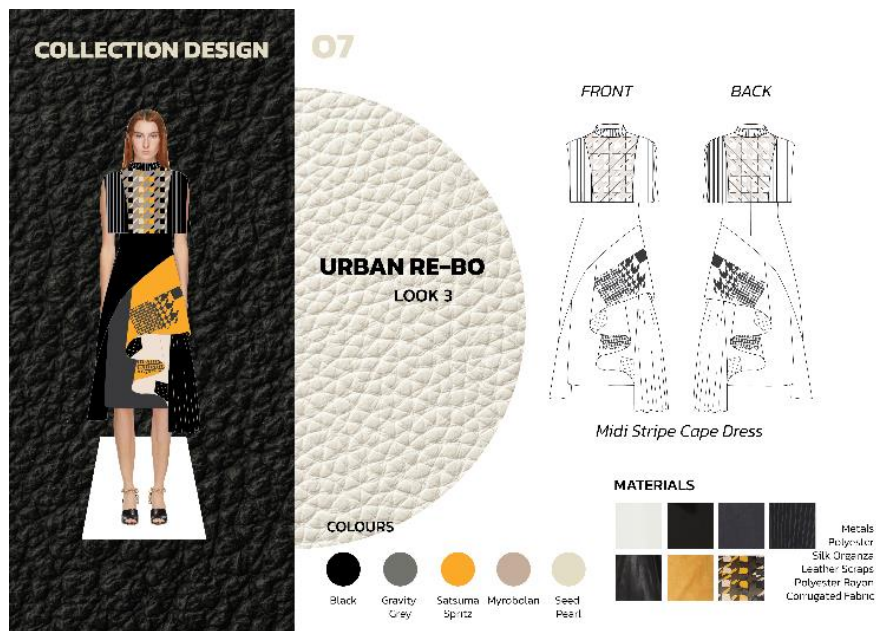 COLLECTION DESIGN
07
URBAN RE-BO
LOOK 3
FRONT
BACK
Midi Stripe Cape Dress
MATERIALS
Metals
Polyester
Silk Organza
Leather Scraps
Polyester Rayon
Corrugated Fabric
COLOURS
Black
Gravity
Grey
Satsuma
Spritz
Myrobolan
Seed
Pearl